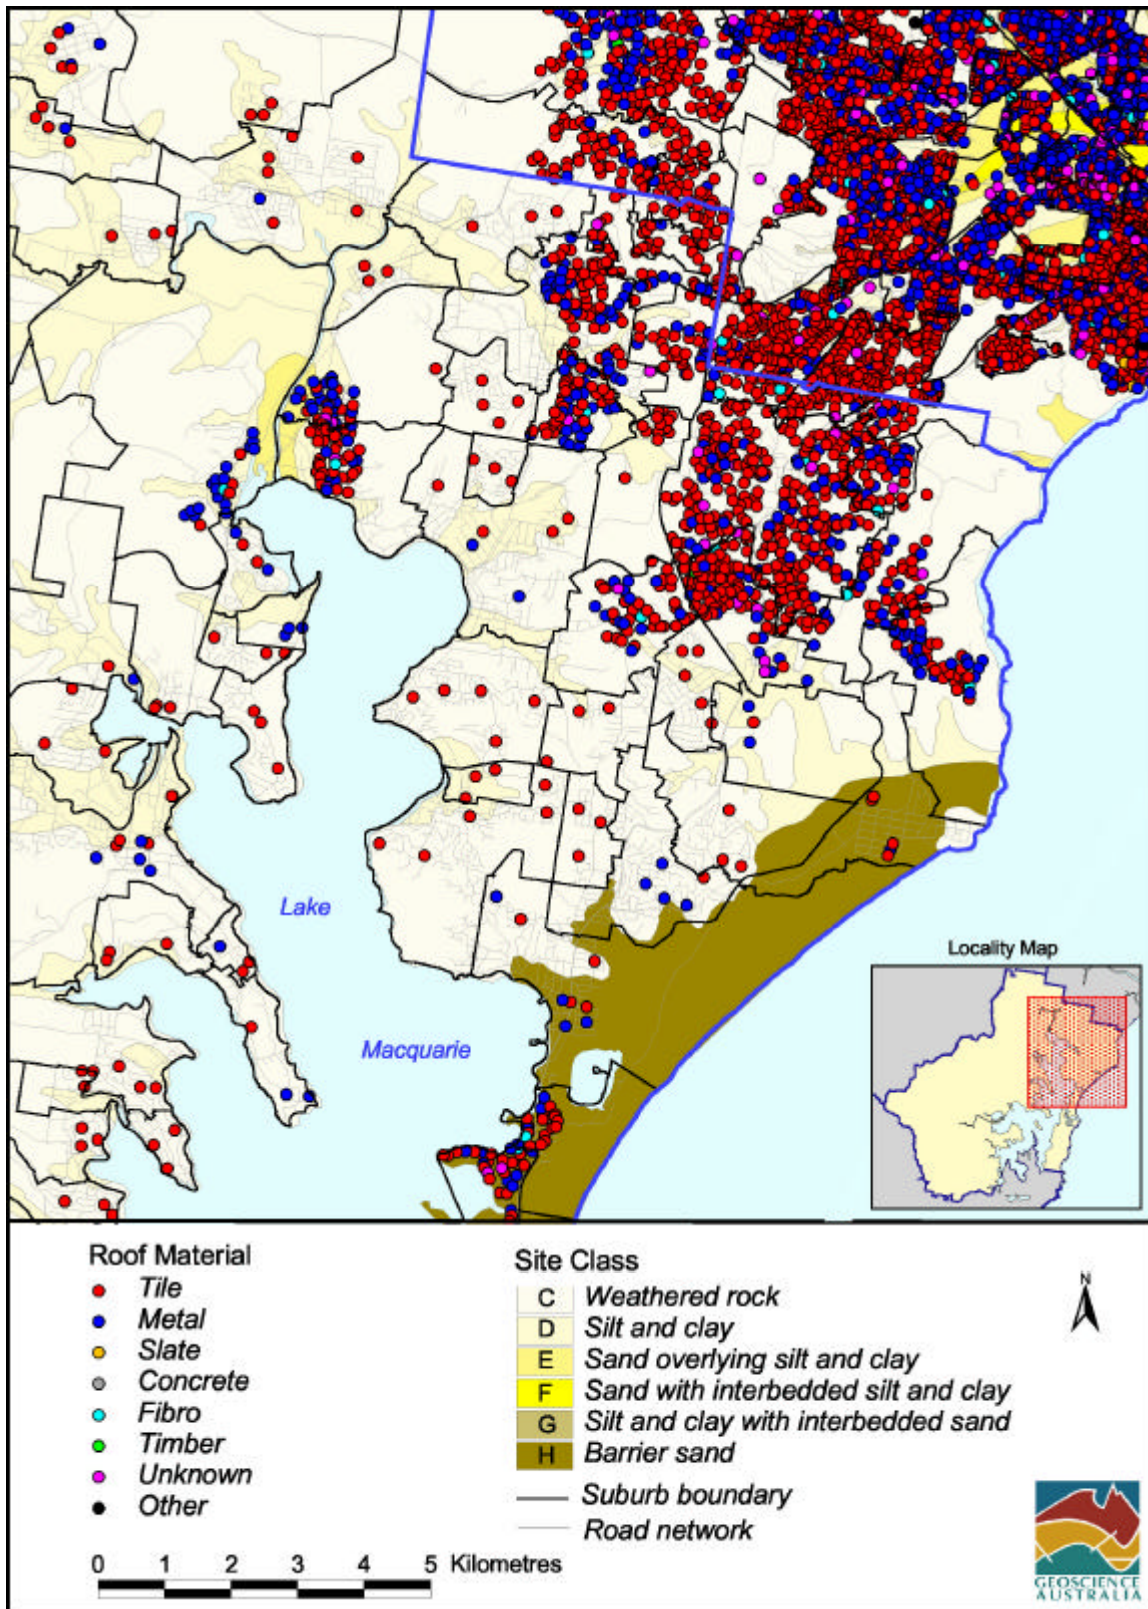 Lake
Macquarie
Locality Map
Roof Material
Tile
Metal
Slate
Concrete
Fibro
Timber
Unknown
Other
0 1 2 3 4 5 Kilometres
Site Class
C Weathered rock
D Silt and clay
E Sand overlying silt and clay
F Sand with interbedded silt and clay
G Silt and clay with interbedded sand
H Barrier sand
Suburb boundary
Road network
N
GEOSCIENCE
AUSTRALIA